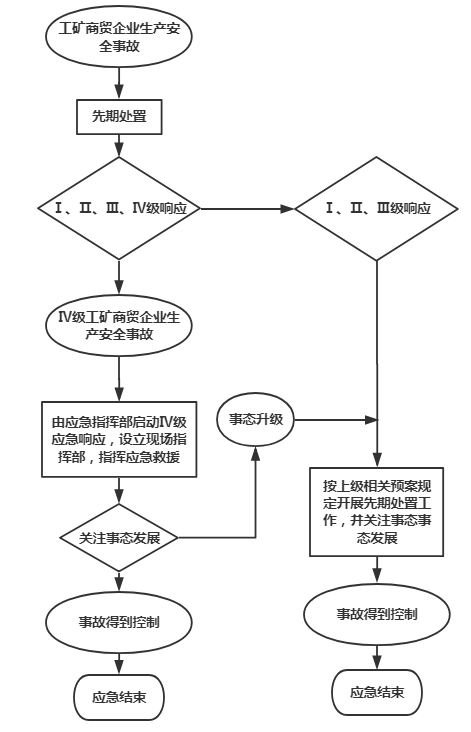 工矿商贸企业生产安
全事故
先期处置
Ⅰ、Ⅱ、Ⅲ、Ⅳ级响应
Ⅰ、Ⅱ、Ⅲ级响应
Ⅳ级工矿商贸企业生
产安全事故
由应急指挥部启动Ⅳ级
应急响应，设立现场指
挥部，指挥应急救援
事态升级
按上级相关预案规
定开展先期处置工
作，并关注事态事
态发展
关注事态发展
事故得到控制
事故得到控制
应急结束
应急结束